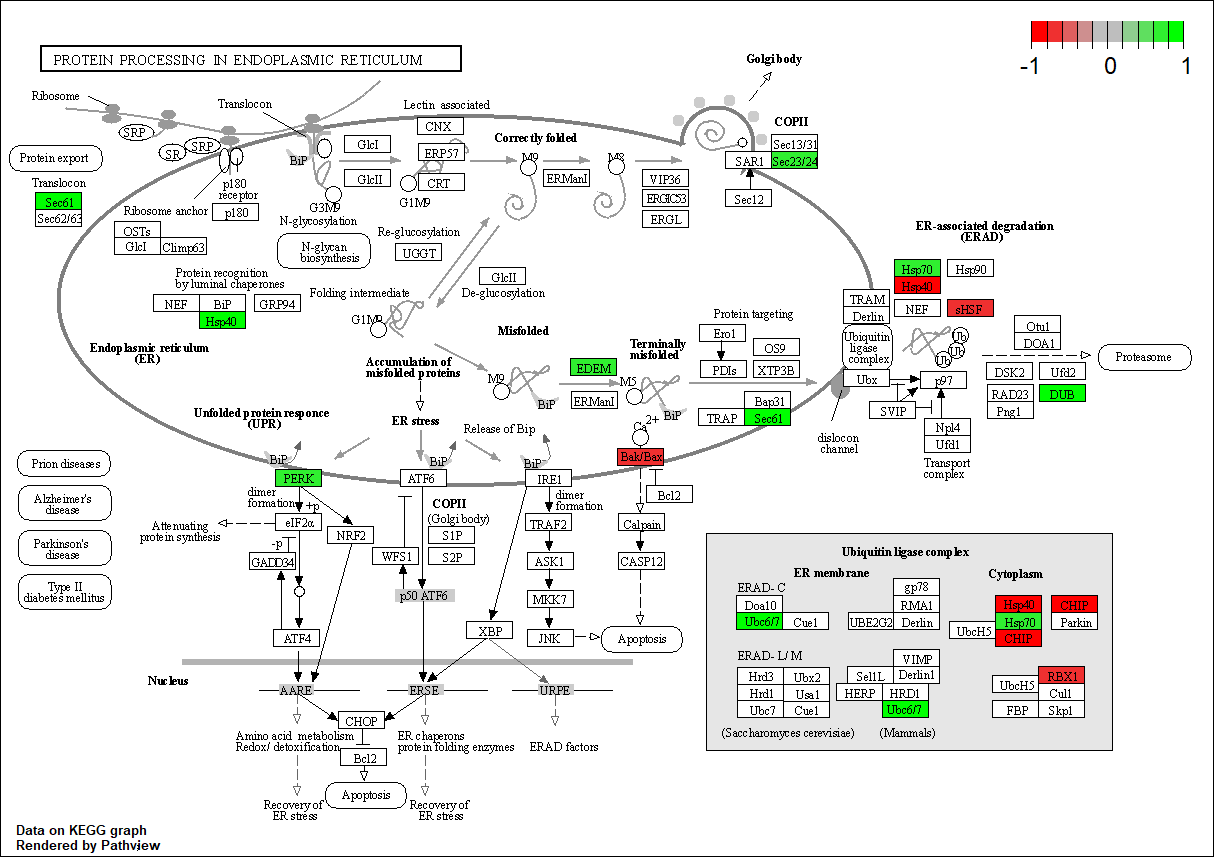 PROTEIN PROCESSING IN ENDOPLASMIC RETICULUM
-1
0
1
Golgi body
Ribosome
SRP
SR
SRP
Translocon
BiP
Lectin associated
CNX
GlcI
ERP57
GlcII
CRT
G3M9
G1M9
N-glycosylation
Correctly folded
M9
M8
ERManI
VIP36
ERGIC53
ERGL
COPII
Sec13/31
SAR1
Sec23/24
Sec12
Protein export
Translocon
Sec61
Sec62/63
p180
receptor
Ribosome anchor
p180
OSTs
GlcI
Climp63
N-glycan
biosynthesis
Re-glucosylation
UGGT
GlcII
De-glucosylation
Protein recognition
by luminal chaperones
NEF
BiP
GRP94
Hsp40
Folding intermediate
G1M9
Endoplasmic reticulum
(ER)
Misfolded
Accumulation of
misfolded proteins
M9
BiP
EDEM
ERManI
Terminally
misfolded
M5
BiP
Protein targeting
Ero1
OS9
PDIs
XTP3B
Bap31
TRAP
Sec61
ER-associated degradation
(ERAD)
Hsp70
Hsp90
Hsp40
TRAM
NEF
sHSF
Derlin
Ubiquitin
ligase
complex
Ub
Ub
Ub
Otu1
DOA1
Proteasome
Ubx
p97
DSK2
Ufd2
RAD23
DUB
Png1
SVIP
Npl4
Ufd1
dislocon
channel
Transport
complex
Unfolded protein responce
(UPR)
ER stress
Release of Bip
Ca2+
BiP
BiP
BiP
PERK
ATF6
IRE1
Bak/Bax
Bcl2
Prion diseases
Alzheimer's
disease
Parkinson's
disease
Type II
diabetes mellitus
dimer
formation
+p
eIF2α
Attenuating
protein synthesis
-p
GADD34
NRF2
ATF4
COPII
(Golgi body)
S1P
S2P
WFS1
p50 ATF6
dimer
formation
TRAF2
ASK1
MKK7
JNK
XBP
Calpain
CASP12
Apoptosis
Nucleus
AARE
ERSE
URPE
CHOP
Bcl2
Amino acid metabolism
Redox/ detoxification
ER chaperons
protein folding enzymes
ERAD factors
Apoptosis
Recovery of
ER stress
Recovery of
ER stress
Ubiquitin ligase complex
ER membrane
Cytoplasm
ERAD- C
Doa10
Ubc6/7
Cue1
gp78
RMA1
UBE2G2
Derlin
Hsp40
CHIP
Hsp70
Parkin
UbcH5
CHIP
ERAD- L/ M
Hrd3
Ubx2
Hrd1
Usa1
Ubc7
Cue1
VIMP
Sel1L
Derlin1
HERP
HRD1
Ubc6/7
RBX1
UbcH5
Cul1
FBP
Skp1
(Saccharomyces cerevisiae)
(Mammals)
Data on KEGG graph
Rendered by Pathview